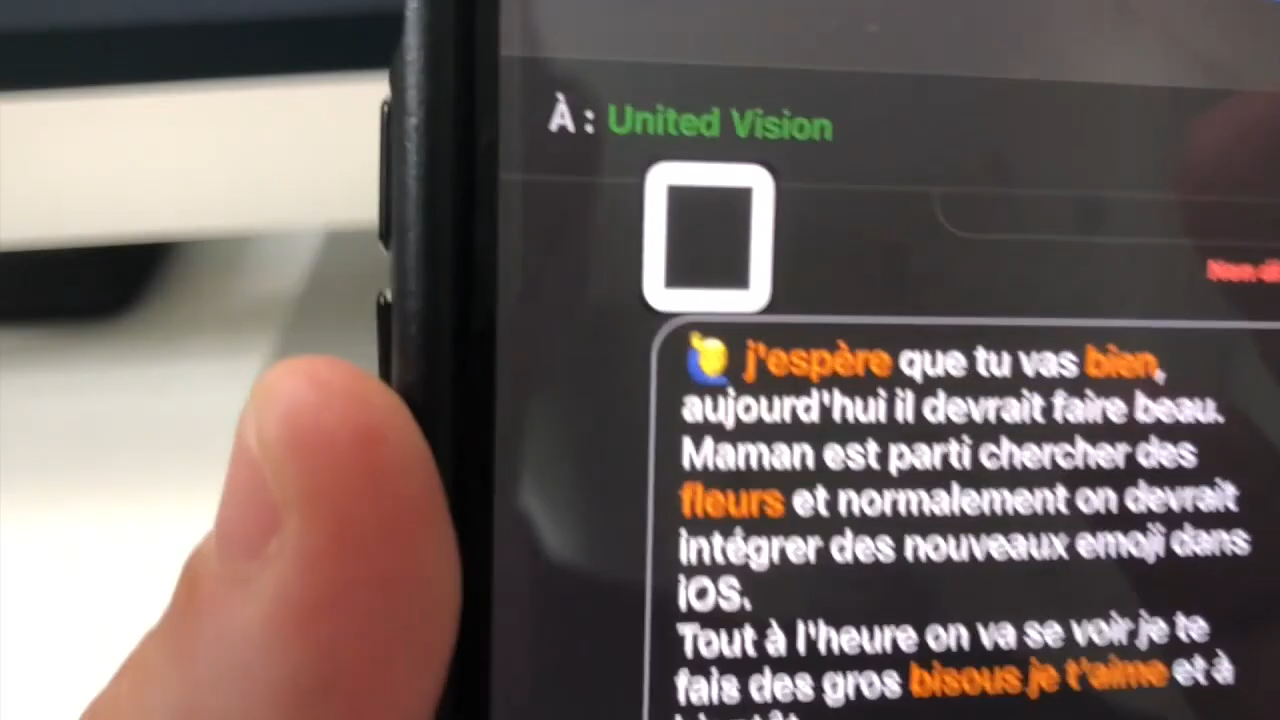 À : United Vision
j'espère que tu vas bien,
aujourd'hui il devrait faire beau.
Maman est parti chercher des
fleurs et normalement on devrait
intégrer des nouveaux emoji dans
iOS.
Tout à l'heure on va se voir je te
fais des gros bisous je t'aime et à